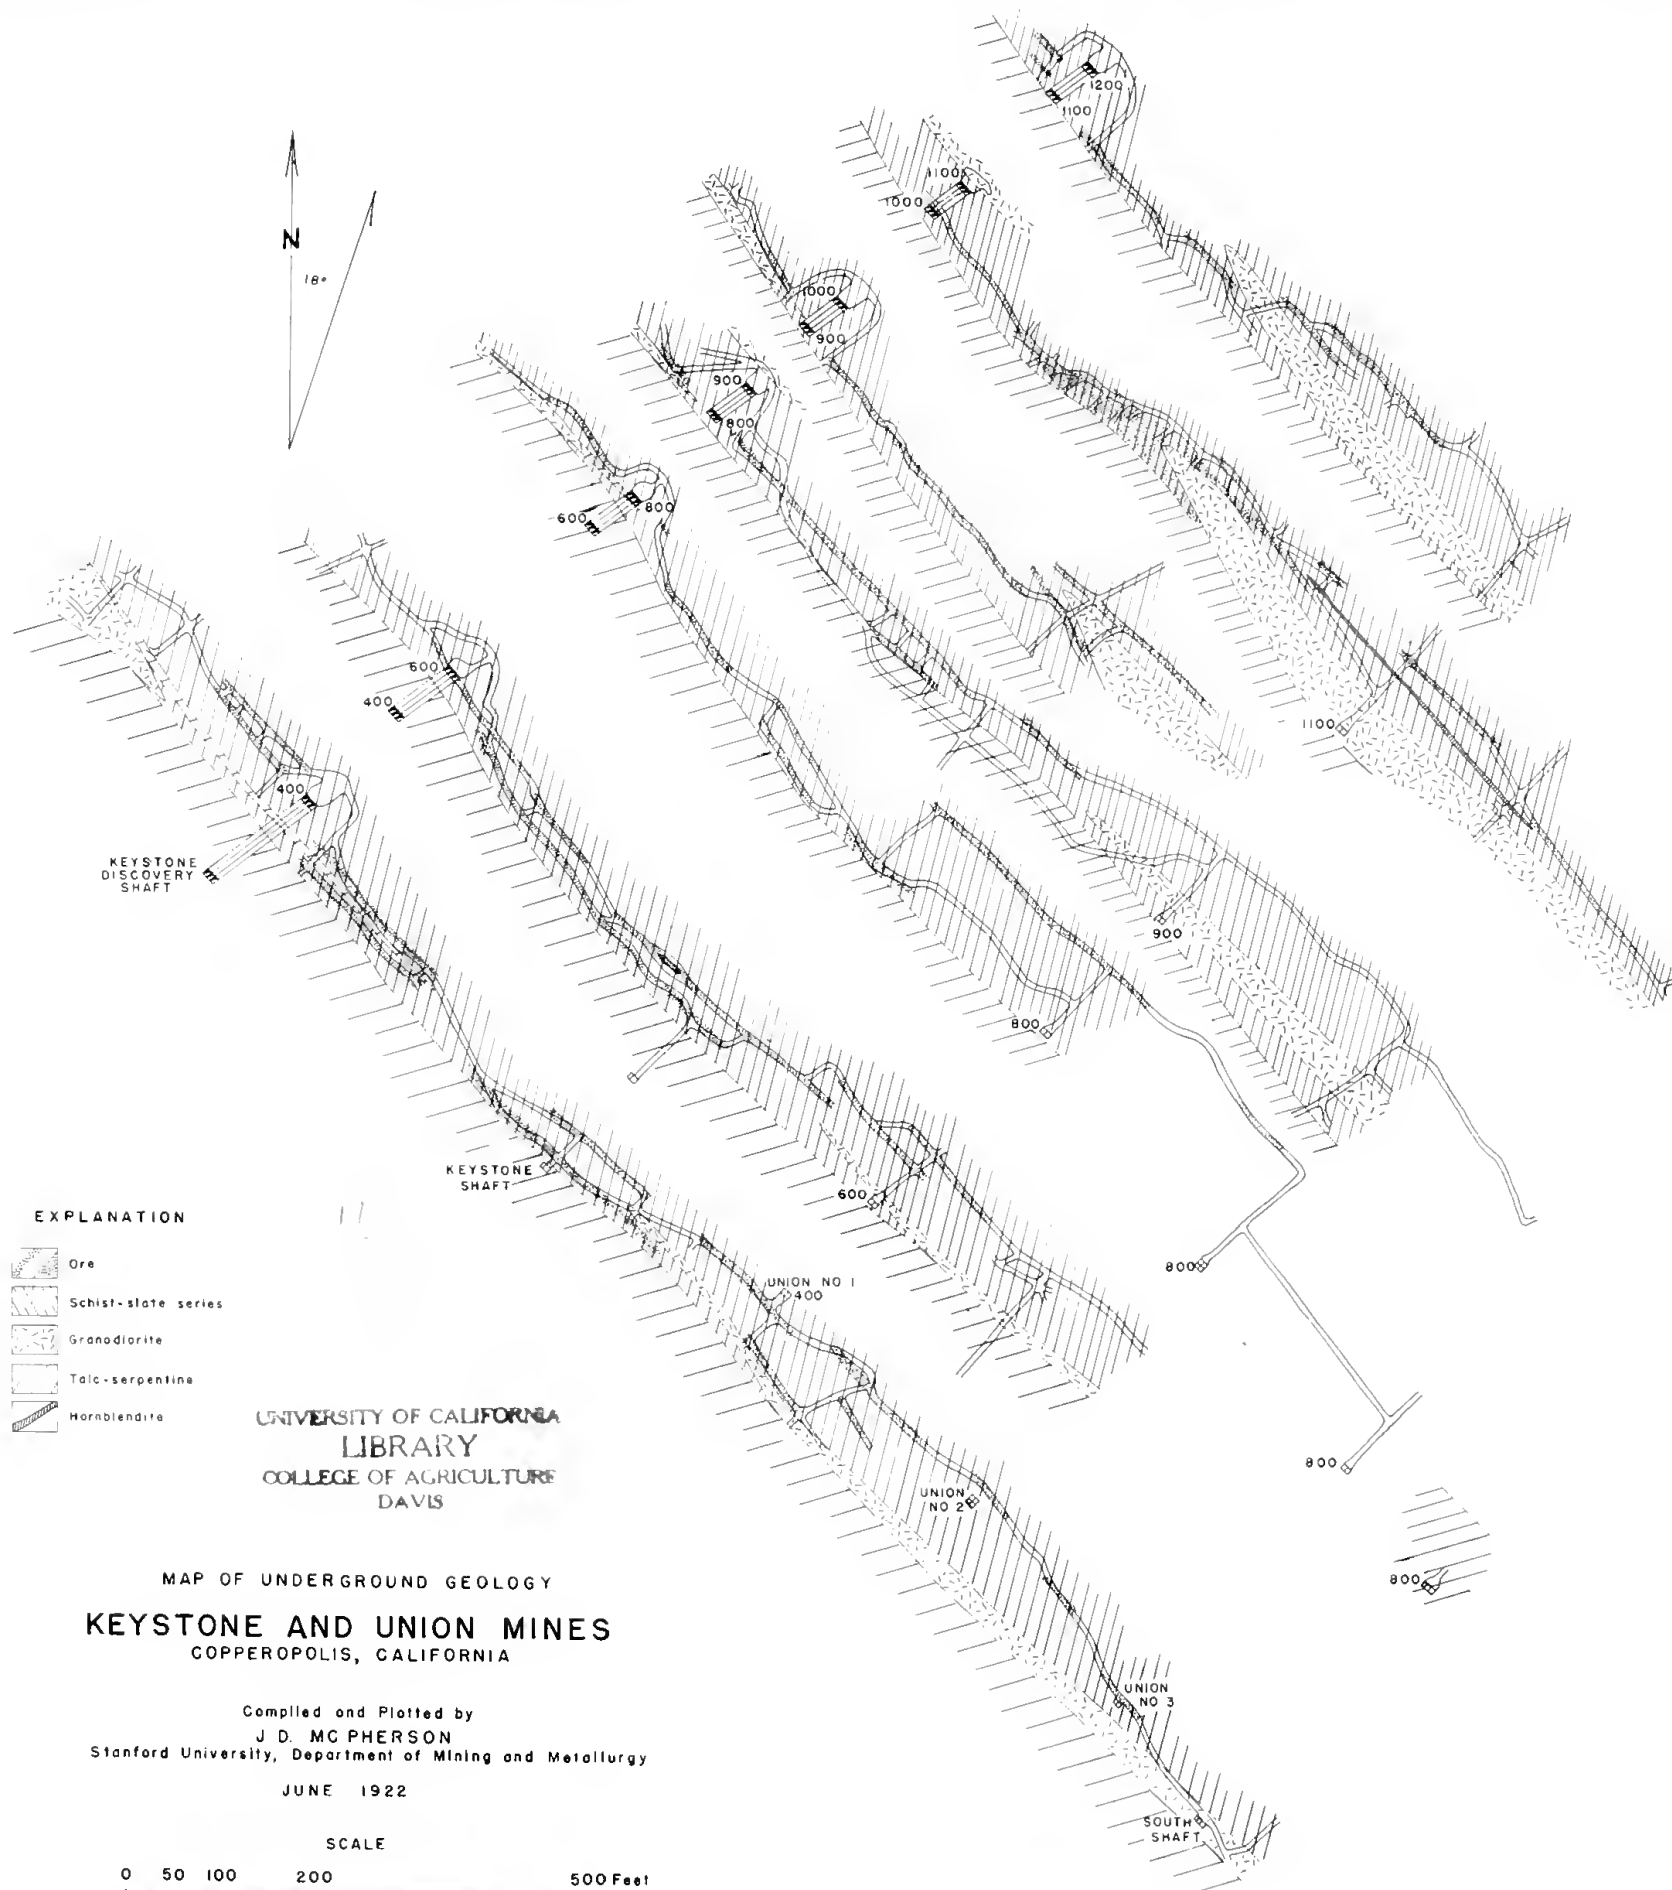 1200
1100
1100
1000
N
18°
1000
900
900
800
800
600
600
400
1100
400
KEYSTONE
DISCOVERY
SHAFT
900
800
KEYSTONE
SHAFT
600
EXPLANATION
Ore
Schist-slate series
Granodiorite
Talc-serpentine
Hornblendite
800
UNION NO 1
400
UNIVERSITY OF CALIFORNIA
LIBRARY
COLLEGE OF AGRICULTURE
DAVIS
800
UNION
NO 2
800
MAP OF UNDERGROUND GEOLOGY
KEYSTONE AND UNION MINES
COPPEROPOLIS, CALIFORNIA
UNION
NO 3
Compiled and Plotted by
J D. MC PHERSON
Stanford University, Department of Mining and Metallurgy
JUNE 1922
SOUTH
SHAFT
SCALE
0 50 100 200 500 Feet